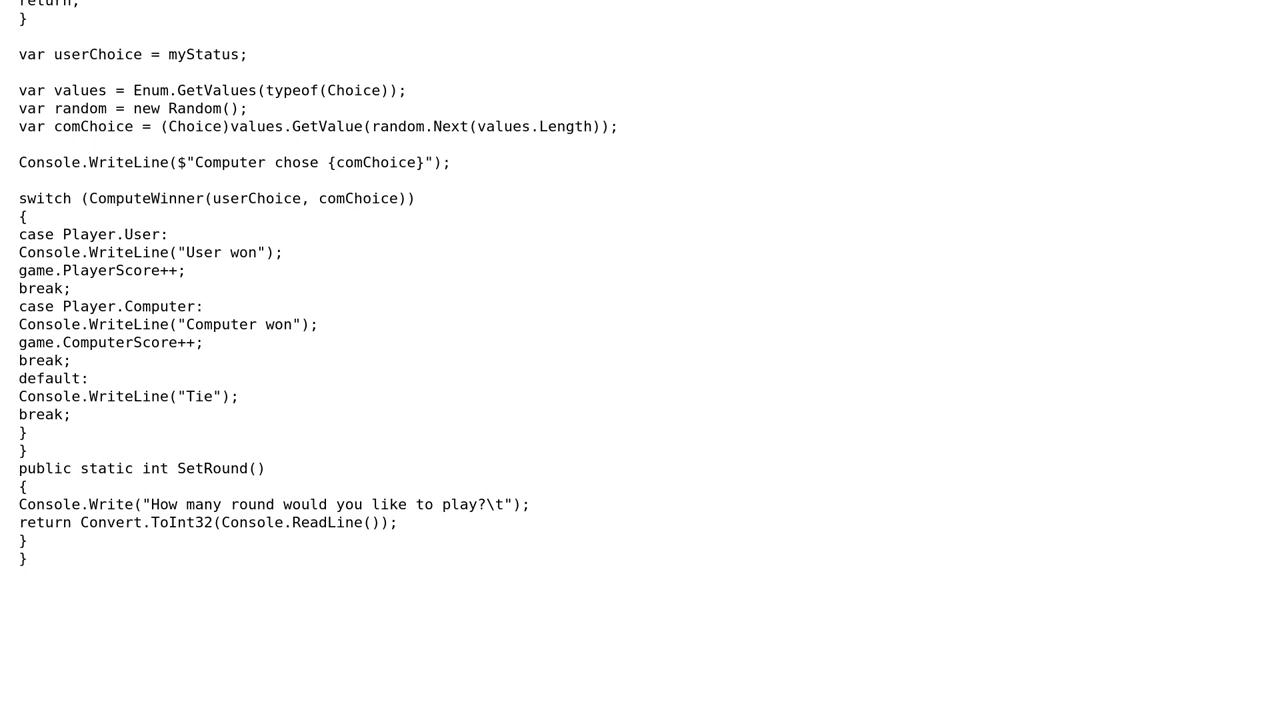 return;
}
var userChoice = myStatus;
var values = Enum.GetValues(typeof(Choice));
var random = new Random();
var comChoice = (Choice)values.GetValue(random.Next(values.Length));
Console.WriteLine($"Computer chose {comChoice}");
switch (ComputeWinner(userChoice, comChoice))
{
case Player.User:
Console.WriteLine("User won");
game.PlayerScore++;
break;
case Player.Computer:
Console.WriteLine("Computer won");
game.ComputerScore++;
break;
default:
Console.WriteLine("Tie");
break;
}
}
public static int SetRound()
{
Console.Write("How many round would you like to play?\t");
return Convert.ToInt32(Console.ReadLine());
}
}